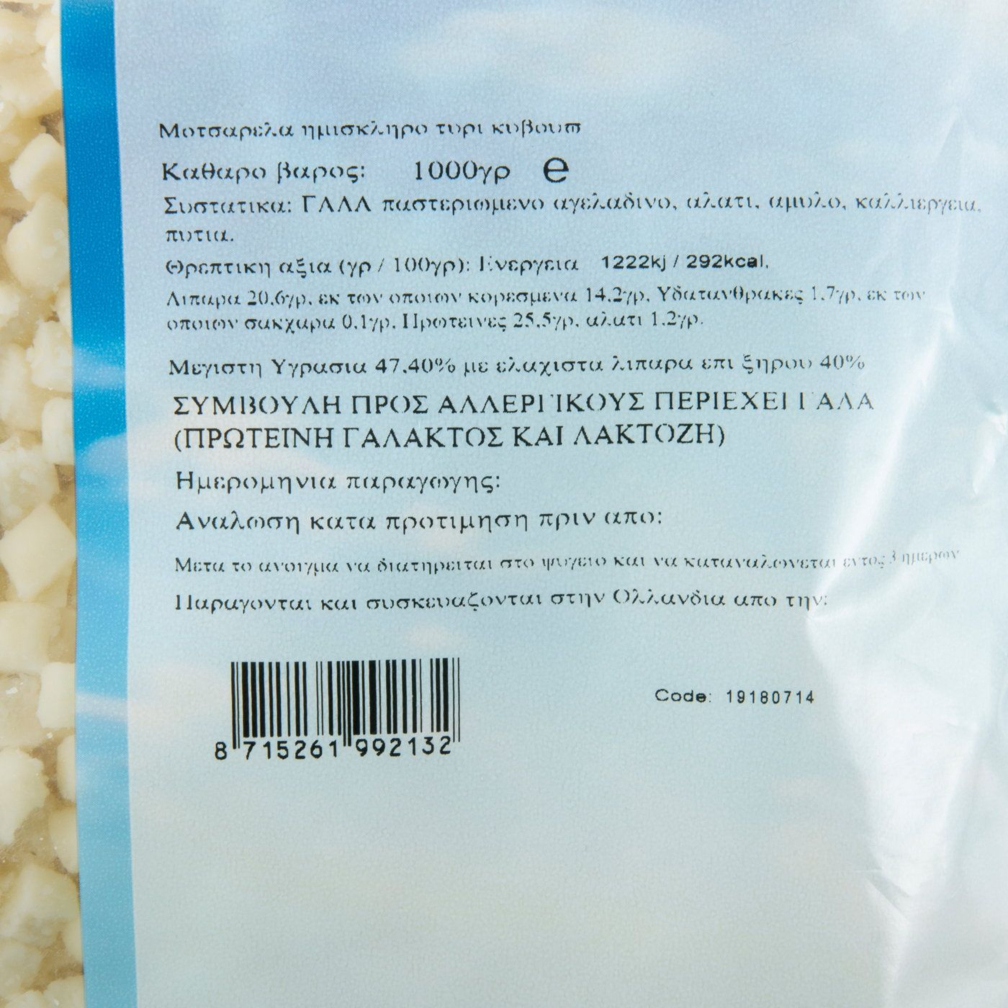 Μοτσαρελα ημισκληρο τυρι κυβους
Καθαρο βαρος: 1000γρ e
Συστατικα: ΓΑΛΑ παστεριωμενο αγελαδινο, αλατι, αμυλο, καλλιεργεια,
πυτια.
Θρεπτικη αξια (γρ / 100γρ): Ενεργεια 1222kj / 292kcal,
Λιπαρα 20,6γρ, εκ των οποιων κορεσμενα 14,2γρ, Υδατανθρακες 1,7γρ, εκ των
οποιων σακχαρα 0,1γρ, Πρωτεινες 25,5γρ, αλατι 1,2γρ.
Μεγιστη Υγρασια 47,40% με ελαχιστα λιπαρα επι ξηρου 40%
ΣΥΜΒΟΥΛΗ ΠΡΟΣ ΑΛΛΕΡΓΙΚΟΥΣ ΠΕΡΙΕΧΕΙ ΓΑΛΑ
(ΠΡΩΤΕΙΝΗ ΓΑΛΑΚΤΟΣ ΚΑΙ ΛΑΚΤΟΖΗ)
Ημερομηνια παραγωγης:
Αναλωση κατα προτιμηση πριν απο:
Μετα το ανοιγμα να διατηρειται στο ψυγειο και να καταναλωνεται εντος 3 ημερων
Παραγονται και συσκευαζονται στην Ολλανδια απο την:
Code: 19180714
8 715261 992132